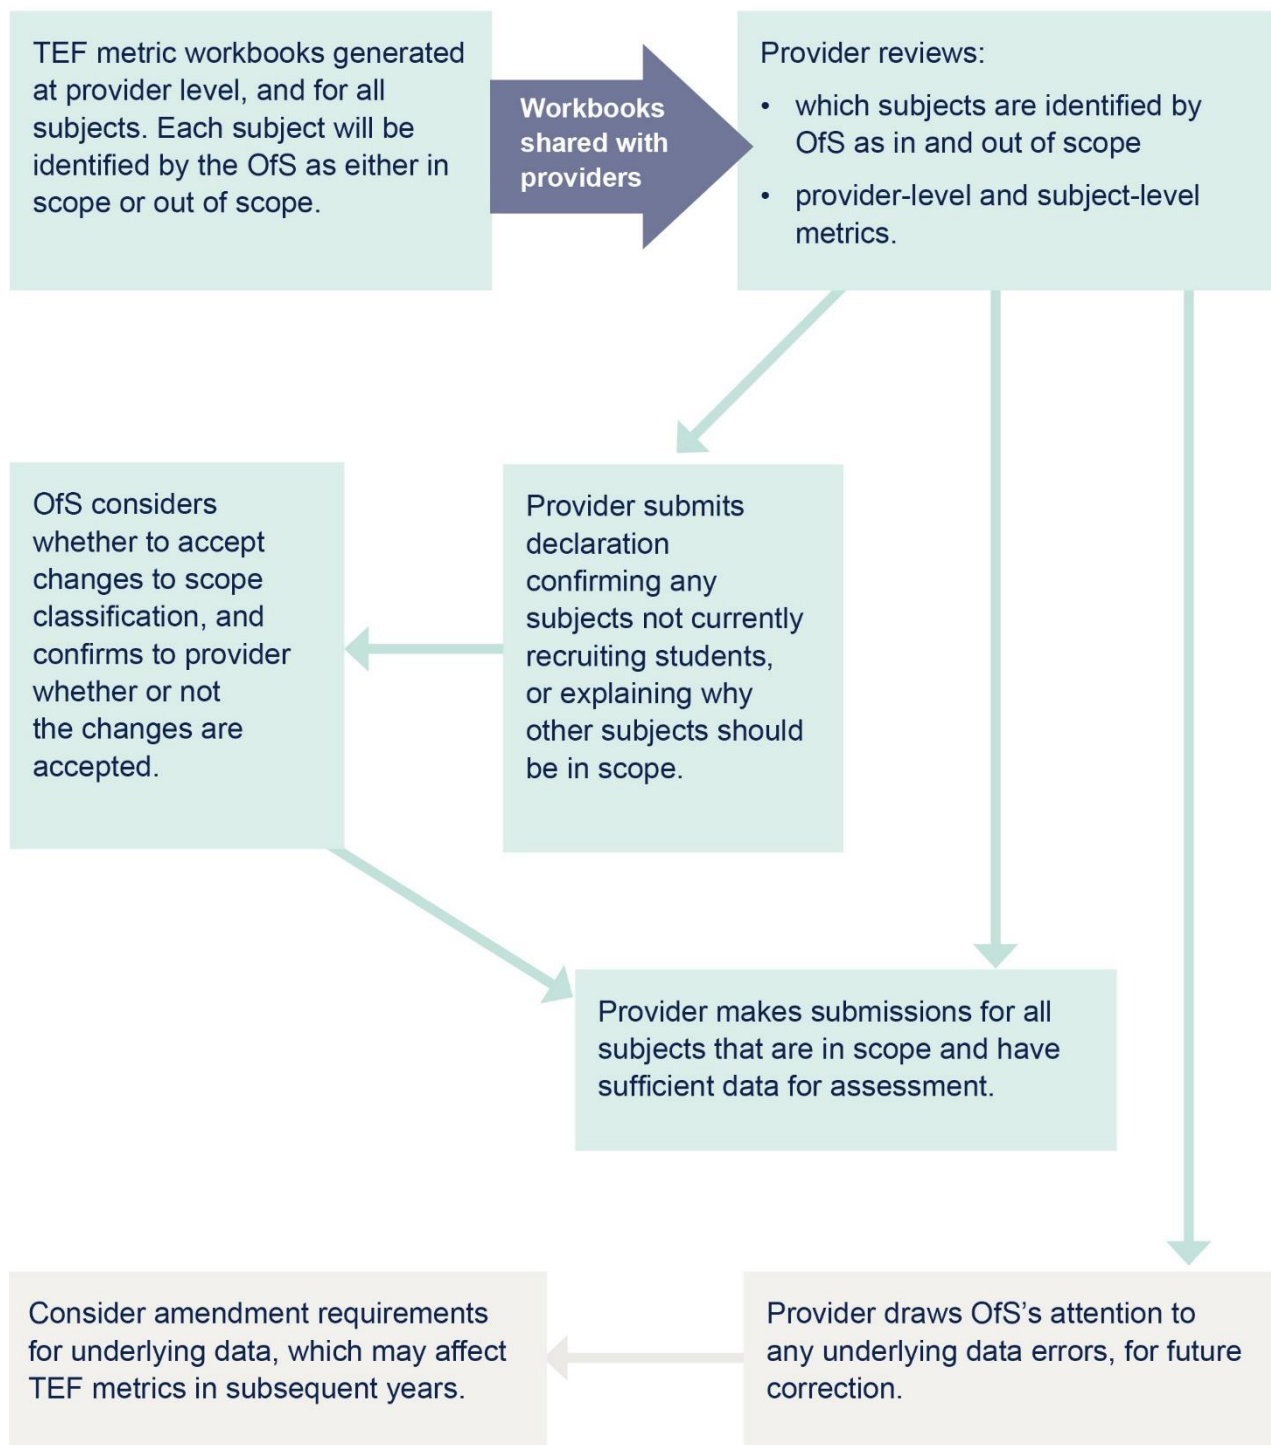 TEF metric workbooks generated
at provider level, and for all
subjects. Each subject will be
identified by the OfS as either in
scope or out of scope.
Workbooks
shared with
providers
Provider reviews:
• which subjects are identified by
OfS as in and out of scope
• provider-level and subject-level
metrics.
OfS considers
whether to accept
changes to scope
classification, and
confirms to provider
whether or not
the changes are
accepted.
Provider submits
declaration
confirming any
subjects not currently
recruiting students,
or explaining why
other subjects should
be in scope.
Provider makes submissions for all
subjects that are in scope and have
sufficient data for assessment.
Consider amendment requirements
for underlying data, which may affect
TEF metrics in subsequent years.
Provider draws OfS’s attention to
any underlying data errors, for future
correction.